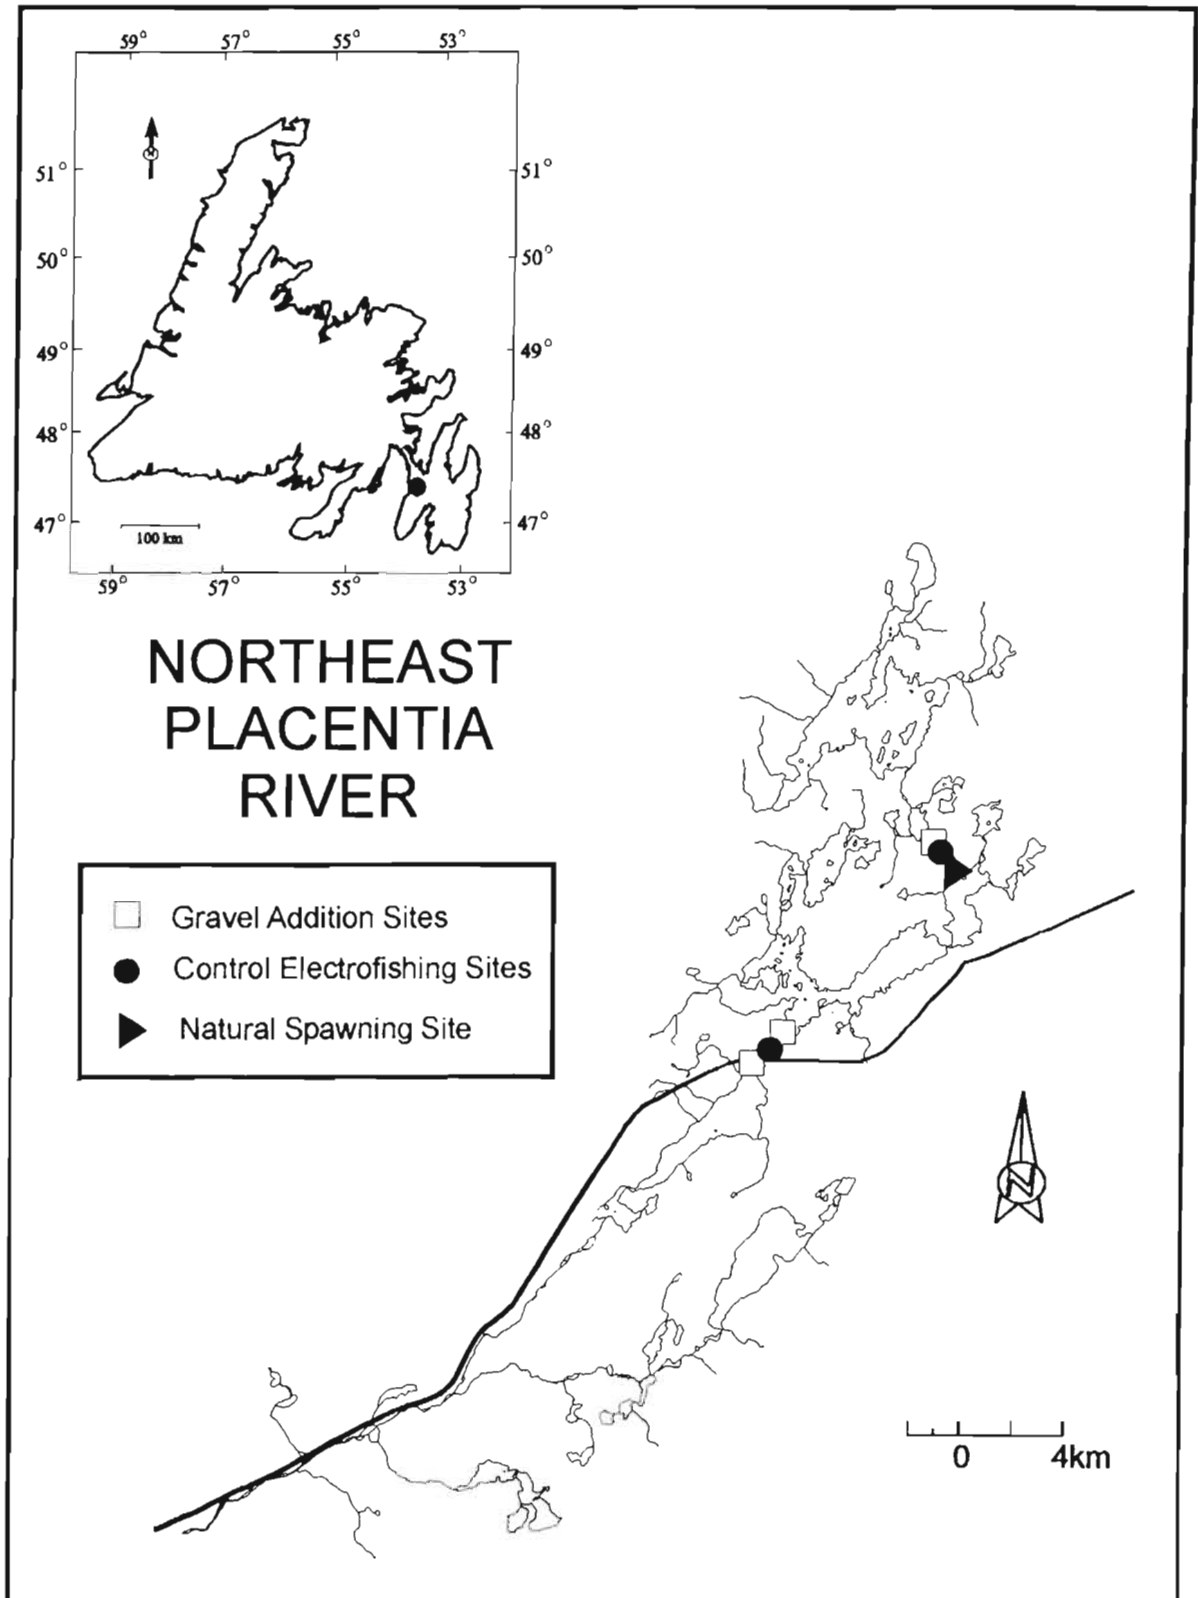 59° 57° 55° 53°
51° 51°
50° 50°
49° 49°
48° 48°
47° 47°
100 km
59° 57° 55° 53°
NORTHEAST
PLACENTIA
RIVER
Gravel Addition Sites
Control Electrofishing Sites
Natural Spawning Site
N
0 4km